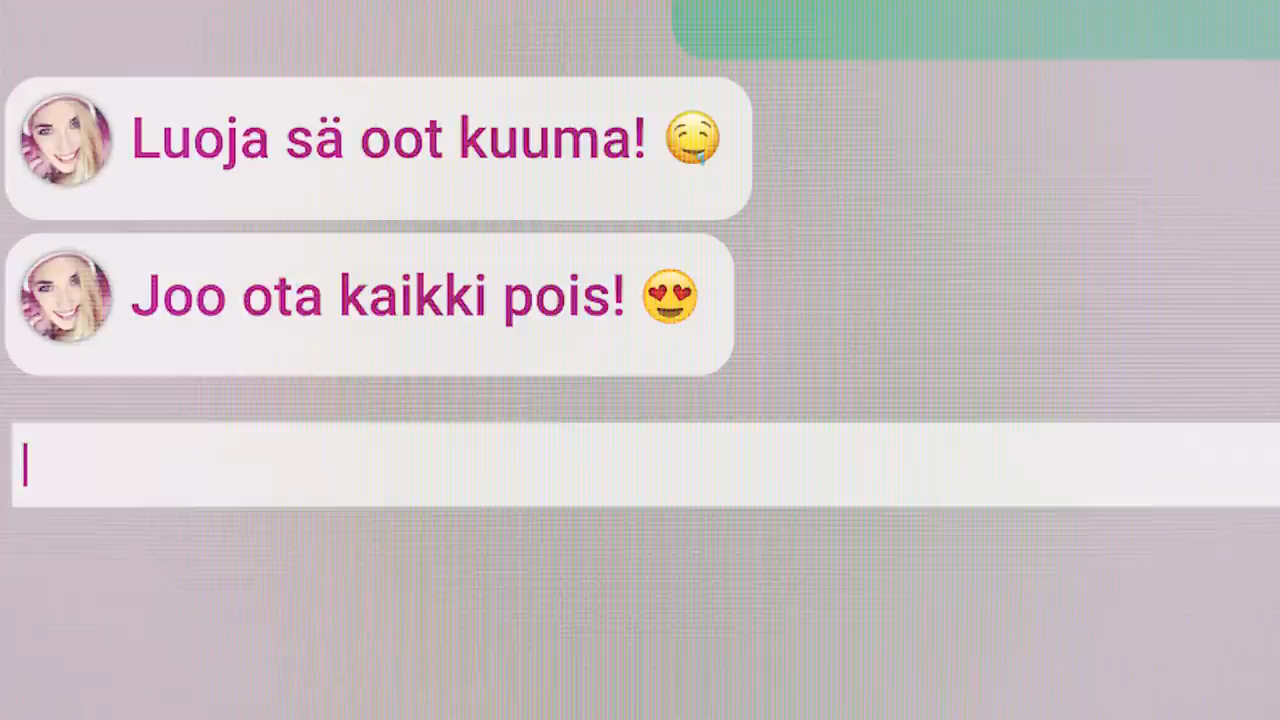 Luoja sä oot kuuma! 🤤
Joo ota kaikki pois! 😍